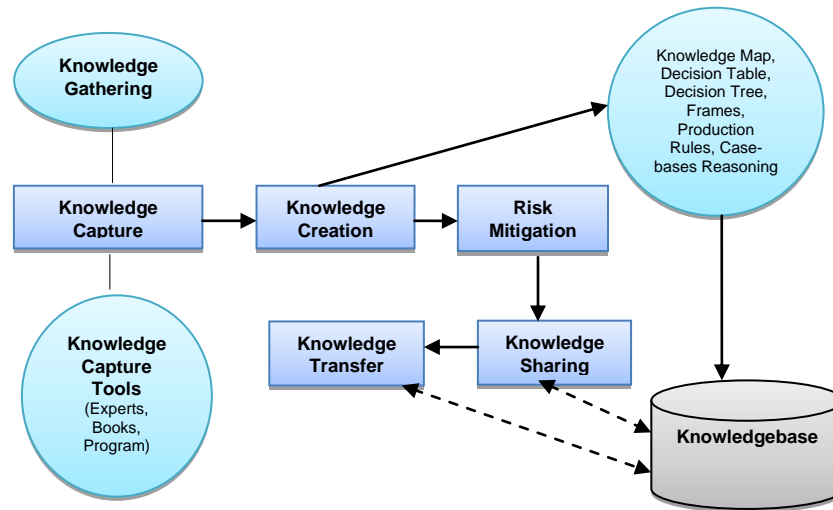 Knowledge
Gathering
Knowledge Map,
Decision Table,
Decision Tree,
Frames,
Production
Rules, Case-
bases Reasoning
Knowledge
Capture
Knowledge
Creation
Risk
Mitigation
Knowledge
Capture
Tools
(Experts,
Books,
Program)
Knowledge
Transfer
Knowledge
Sharing
Knowledgebase